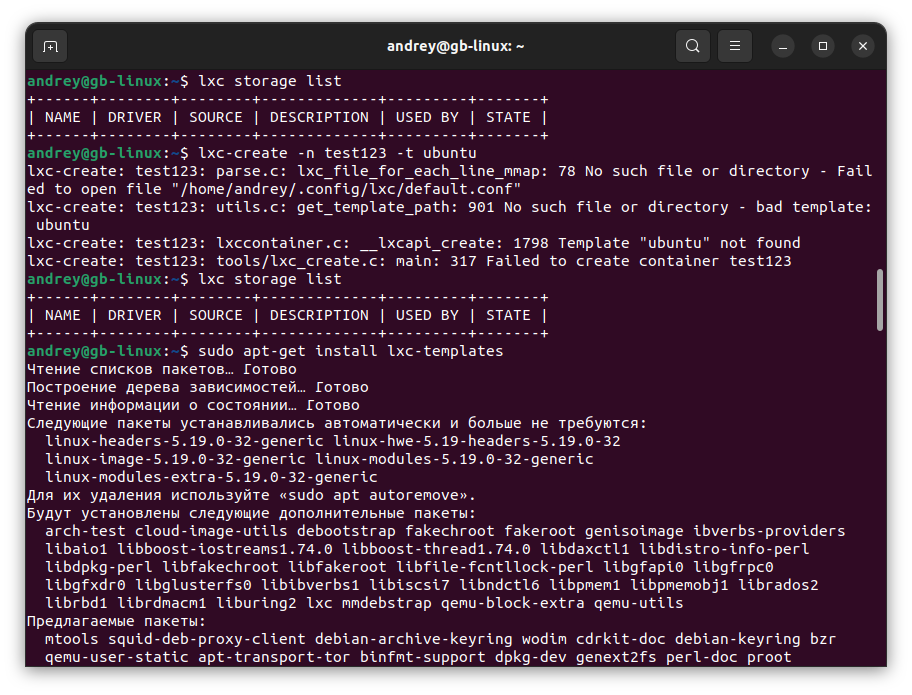 andrey@gb-linux: ~
andrey@gb-linux:~$ lxc storage list
+------+--------+--------+-------------+---------+-------+
| NAME | DRIVER | SOURCE | DESCRIPTION | USED BY | STATE |
+------+--------+--------+-------------+---------+-------+
andrey@gb-linux:~$ lxc-create -n test123 -t ubuntu
lxc-create: test123: parse.c: lxc_file_for_each_line_mmap: 78 No such file or directory - Fail
ed to open file "/home/andrey/.config/lxc/default.conf"
lxc-create: test123: utils.c: get_template_path: 901 No such file or directory - bad template:
 ubuntu
lxc-create: test123: lxccontainer.c: __lxcapi_create: 1798 Template "ubuntu" not found
lxc-create: test123: tools/lxc_create.c: main: 317 Failed to create container test123
andrey@gb-linux:~$ lxc storage list
+------+--------+--------+-------------+---------+-------+
| NAME | DRIVER | SOURCE | DESCRIPTION | USED BY | STATE |
+------+--------+--------+-------------+---------+-------+
andrey@gb-linux:~$ sudo apt-get install lxc-templates
Чтение списков пакетов… Готово
Построение дерева зависимостей… Готово
Чтение информации о состоянии… Готово
Следующие пакеты устанавливались автоматически и больше не требуются:
  linux-headers-5.19.0-32-generic linux-hwe-5.19-headers-5.19.0-32
  linux-image-5.19.0-32-generic linux-modules-5.19.0-32-generic
  linux-modules-extra-5.19.0-32-generic
Для их удаления используйте «sudo apt autoremove».
Будут установлены следующие дополнительные пакеты:
  arch-test cloud-image-utils debootstrap fakechroot fakeroot genisoimage ibverbs-providers
  libaio1 libboost-iostreams1.74.0 libboost-thread1.74.0 libdaxctl1 libdistro-info-perl
  libdpkg-perl libfakechroot libfakeroot libfile-fcntllock-perl libgfapi0 libgfrpc0
  libgfxdr0 libglusterfs0 libibverbs1 libiscsi7 libndctl6 libpmem1 libpmemobj1 librados2
  librbd1 librdmacm1 liburing2 lxc mmdebstrap qemu-block-extra qemu-utils
Предлагаемые пакеты:
  mtools squid-deb-proxy-client debian-archive-keyring wodim cdrkit-doc debian-keyring bzr
  qemu-user-static apt-transport-tor binfmt-support dpkg-dev genext2fs perl-doc proot